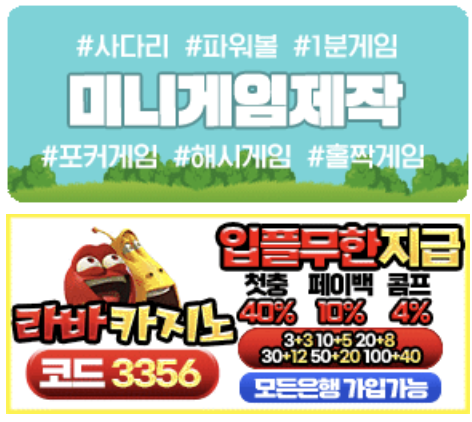 #사다리 #파워볼 #1분게임
미니게임제작
#포커게임 #해시게임 #홀짝게임
입플무한지급
첫충 페이백 콤프
40% 10% 4%
라바카지노
3+3 10+5 20+8
30+12 50+20 100+40
코드 3356
모든은행 가입가능